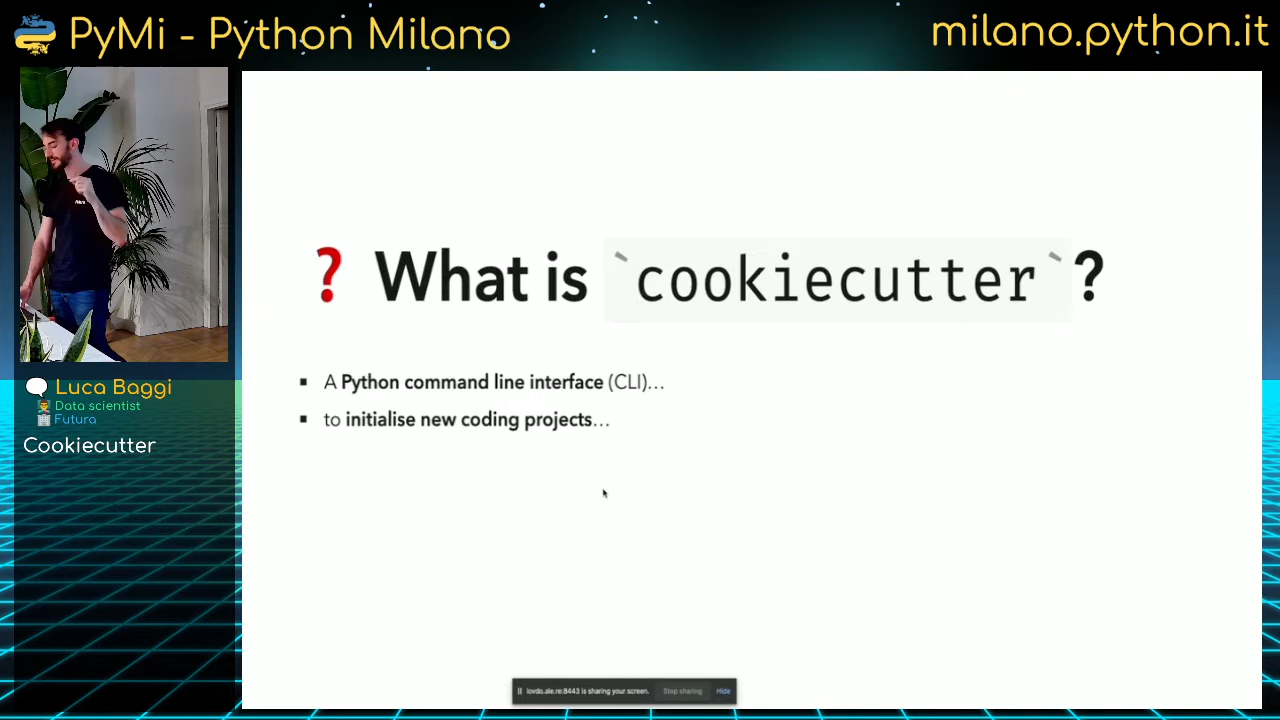 PyMi - Python Milano
milano.python.it
❓ What is `cookiecutter`?
▪ A Python command line interface (CLI)…
▪ to initialise new coding projects…
Luca Baggi
Data scientist
Futura
Cookiecutter
lovdo.ale.re:8443 is sharing your screen.
Stop sharing
Hide